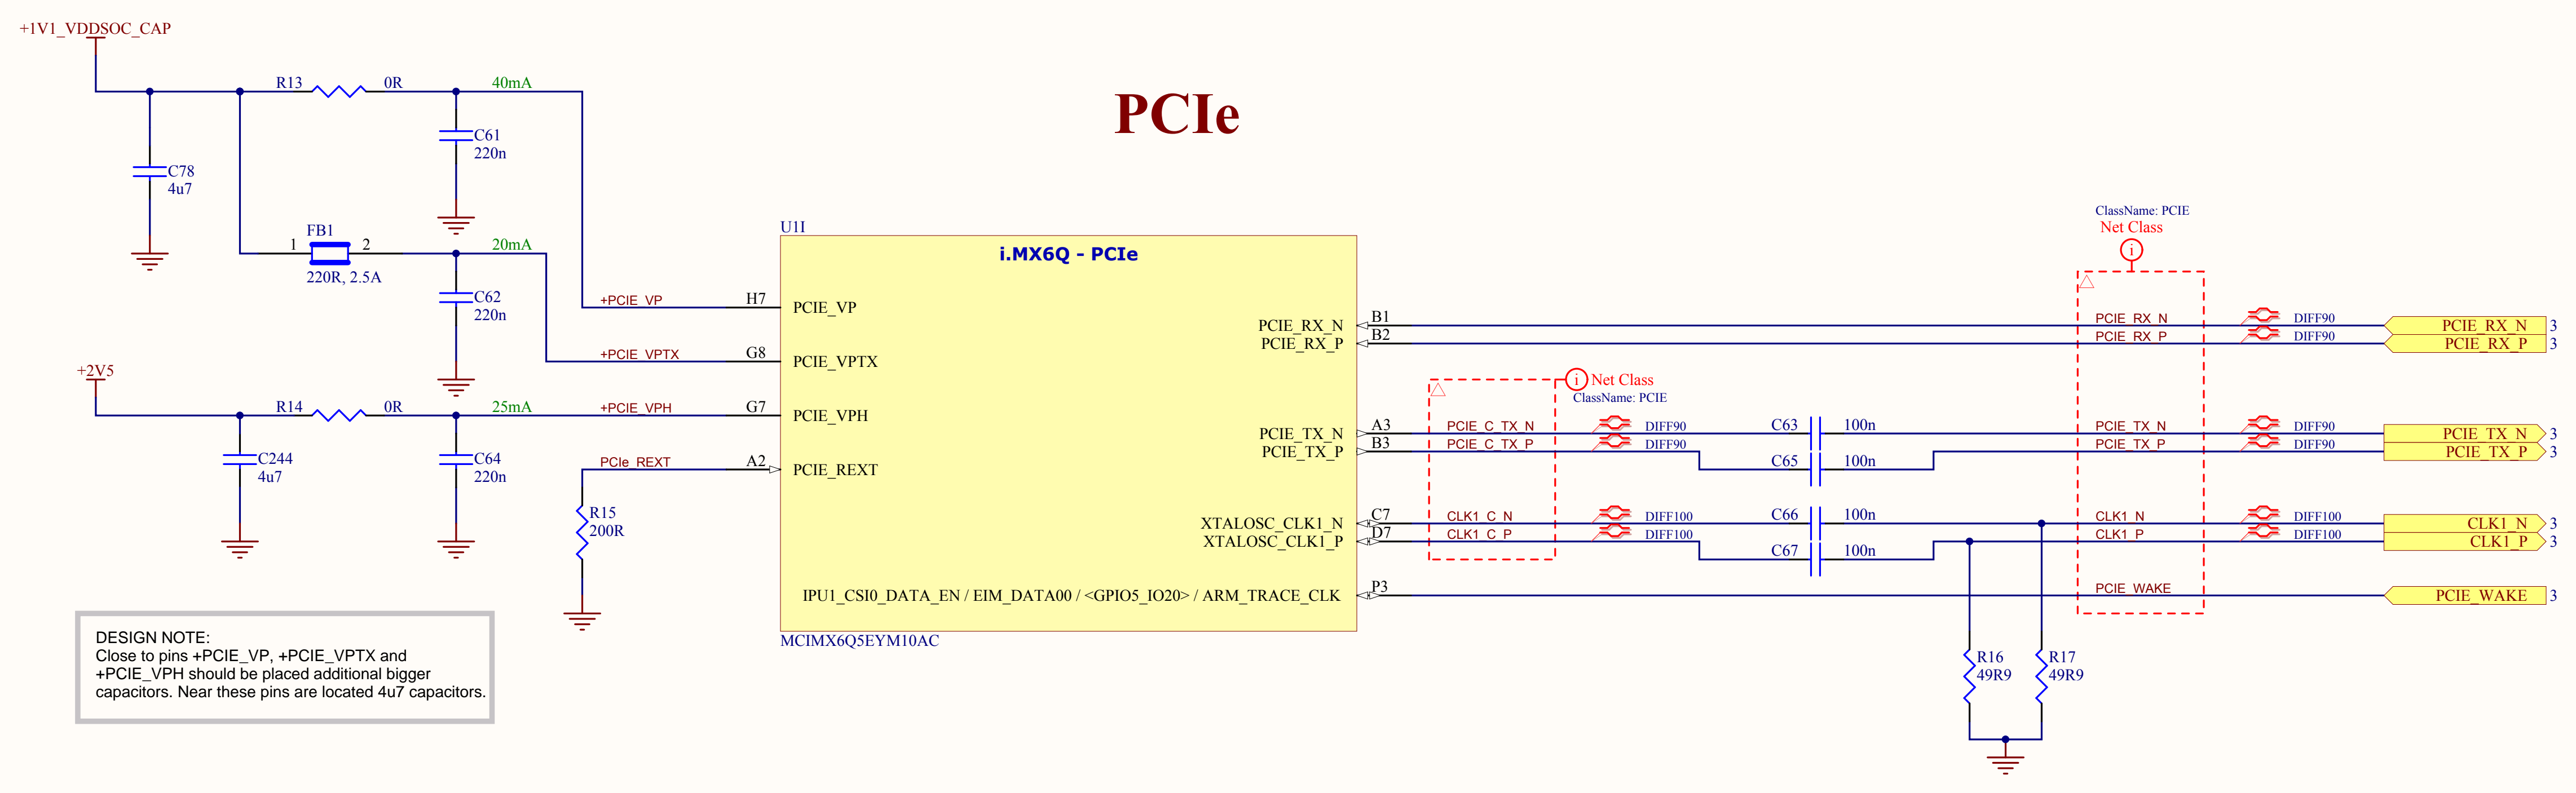 +1V1_VDDSOC_CAP
R13 0R 40mA
C61
220n
C78
4u7
FB1
1 2
220R, 2.5A
20mA
C62
220n
+2V5
R14 0R 25mA
C244
4u7
C64
220n
+PCIE_VP H7
+PCIE_VPTX G8
+PCIE_VPH G7
PCIe_REXT A2
R15
200R
DESIGN NOTE:
Close to pins +PCIE_VP, +PCIE_VPTX and
+PCIE_VPH should be placed additional bigger
capacitors. Near these pins are located 4u7 capacitors.
PCIe
U1I
i.MX6Q - PCIe
PCIE_VP
PCIE_VPTX
PCIE_VPH
PCIE_REXT
PCIE_RX_N
PCIE_RX_P
PCIE_TX_N
PCIE_TX_P
XTALOSC_CLK1_N
XTALOSC_CLK1_P
IPU1_CSI0_DATA_EN / EIM_DATA00 / <GPIO5_IO20> / ARM_TRACE_CLK
MCIMX6Q5EYM10AC
B1
B2
A3
B3
C7
D7
P3
i Net Class
ClassName: PCIE
PCIE_C_TX_N DIFF90
PCIE_C_TX_P DIFF90
CLK1_C_N DIFF100
CLK1_C_P DIFF100
C63 100n
C65 100n
C66 100n
C67 100n
R16
49R9
R17
49R9
ClassName: PCIE
Net Class
i
PCIE_RX_N DIFF90 PCIE_RX_N 3
PCIE_RX_P DIFF90 PCIE_RX_P 3
PCIE_TX_N DIFF90 PCIE_TX_N 3
PCIE_TX_P DIFF90 PCIE_TX_P 3
CLK1_N DIFF100 CLK1_N 3
CLK1_P DIFF100 CLK1_P 3
PCIE_WAKE PCIE_WAKE 3